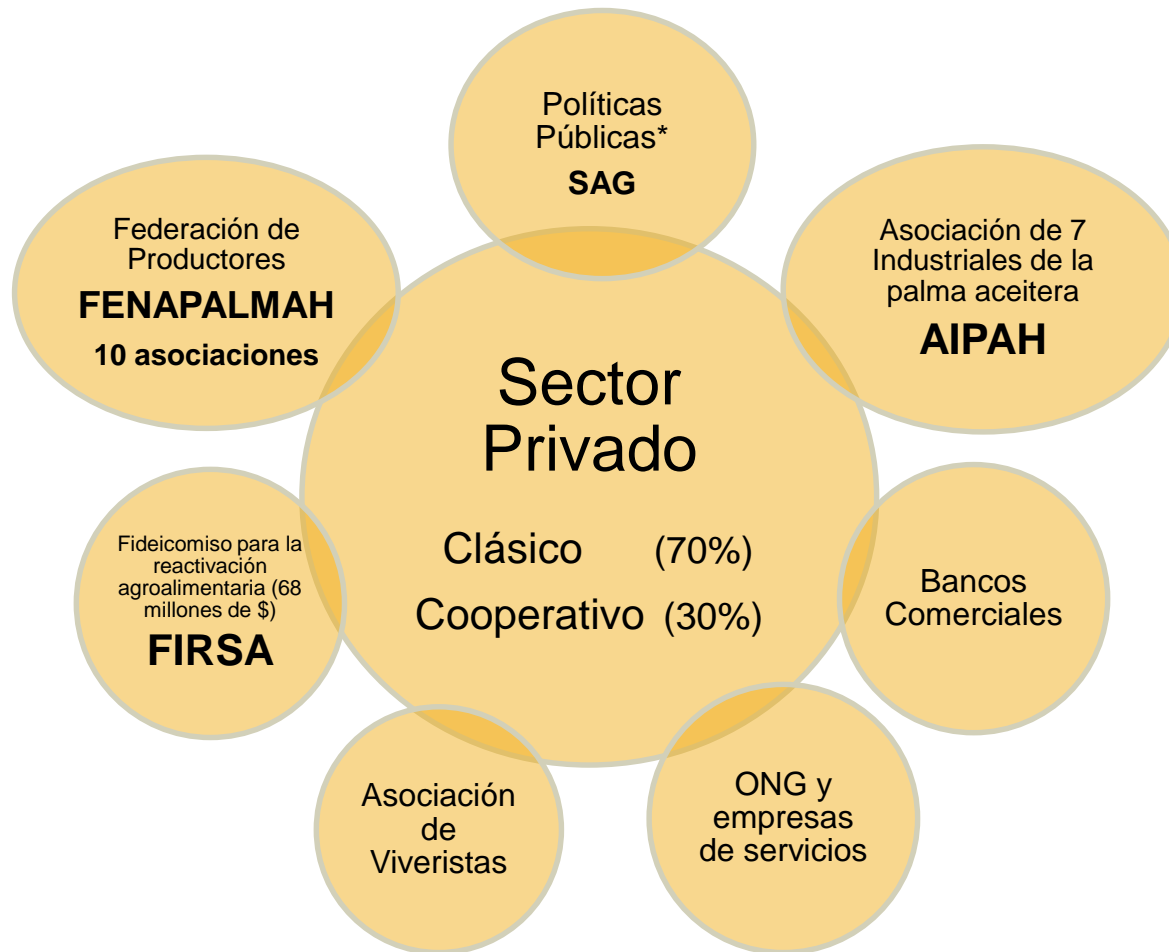 Políticas
Públicas*
SAG
Federación de
Productores
FENAPALMAH
10 asociaciones
Asociación de 7
Industriales de la
palma aceitera
AIPAH
Sector
Privado
Clásico (70%)
Cooperativo (30%)
Fideicomiso para la
reactivación
agroalimentaria (68
millones de $)
FIRSA
Bancos
Comerciales
Asociación
de
Viveristas
ONG y
empresas
de servicios